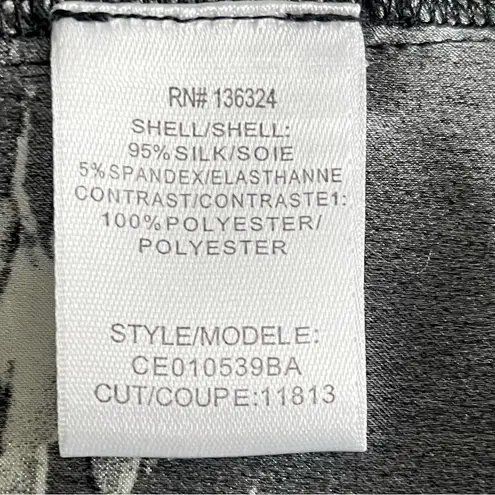 RN# 136324
SHELL/SHELL:
95%SILK/SOIE
5%SPANDEX/ELASTHANNE
CONTRAST/CONTRASTE1:
100%POLYESTER/
POLYESTER
STYLE/MODELE:
CE010539BA
CUT/COUPE:11813